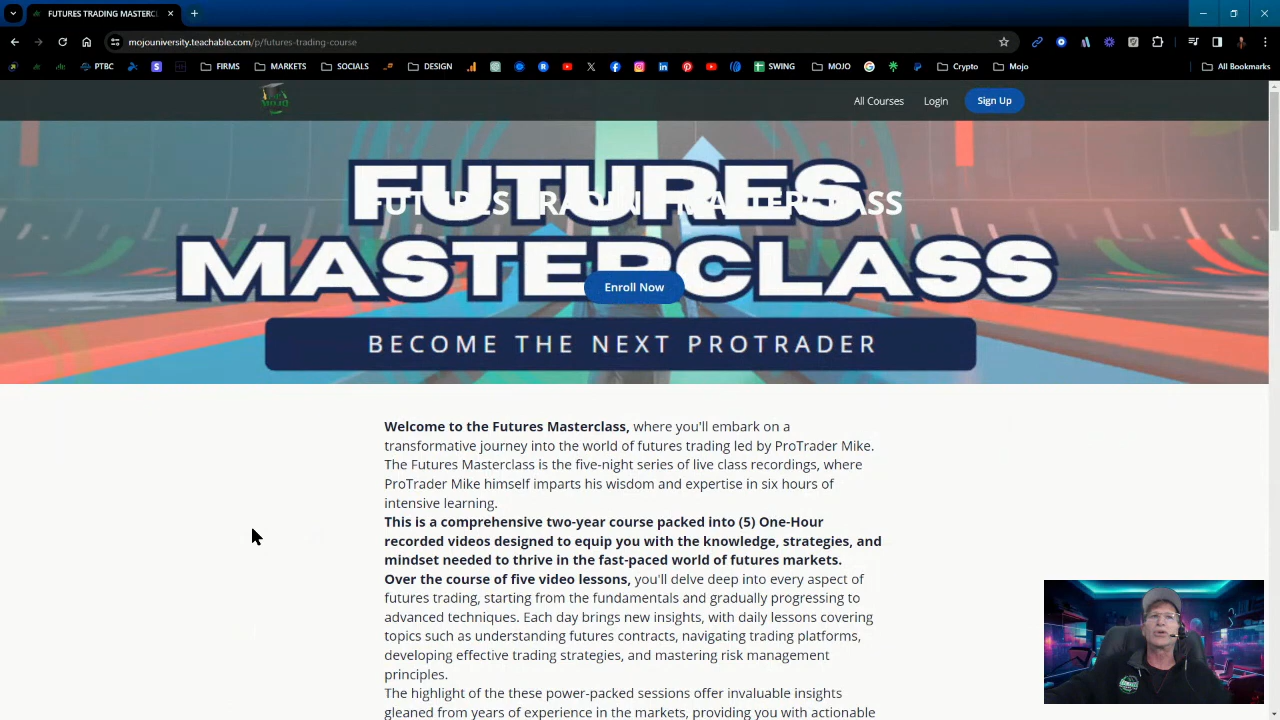 FUTURES TRADING MASTERCL
mojouniversity.teachable.com/p/futures-trading-course
PTBC
FIRMS
MARKETS
SOCIALS
DESIGN
SWING
MOJO
Crypto
Mojo
All Bookmarks
MOJO
All Courses
Login
Sign Up
FUTURES
FUTURES TRADING MASTERCLASS
MASTERCLASS
Enroll Now
BECOME THE NEXT PROTRADER
Welcome to the Futures Masterclass, where you'll embark on a
transformative journey into the world of futures trading led by ProTrader Mike.
The Futures Masterclass is the five-night series of live class recordings, where
ProTrader Mike himself imparts his wisdom and expertise in six hours of
intensive learning.
This is a comprehensive two-year course packed into (5) One-Hour
recorded videos designed to equip you with the knowledge, strategies, and
mindset needed to thrive in the fast-paced world of futures markets.
Over the course of five video lessons, you'll delve deep into every aspect of
futures trading, starting from the fundamentals and gradually progressing to
advanced techniques. Each day brings new insights, with daily lessons covering
topics such as understanding futures contracts, navigating trading platforms,
developing effective trading strategies, and mastering risk management
principles.
The highlight of the these power-packed sessions offer invaluable insights
gleaned from years of experience in the markets, providing you with actionable